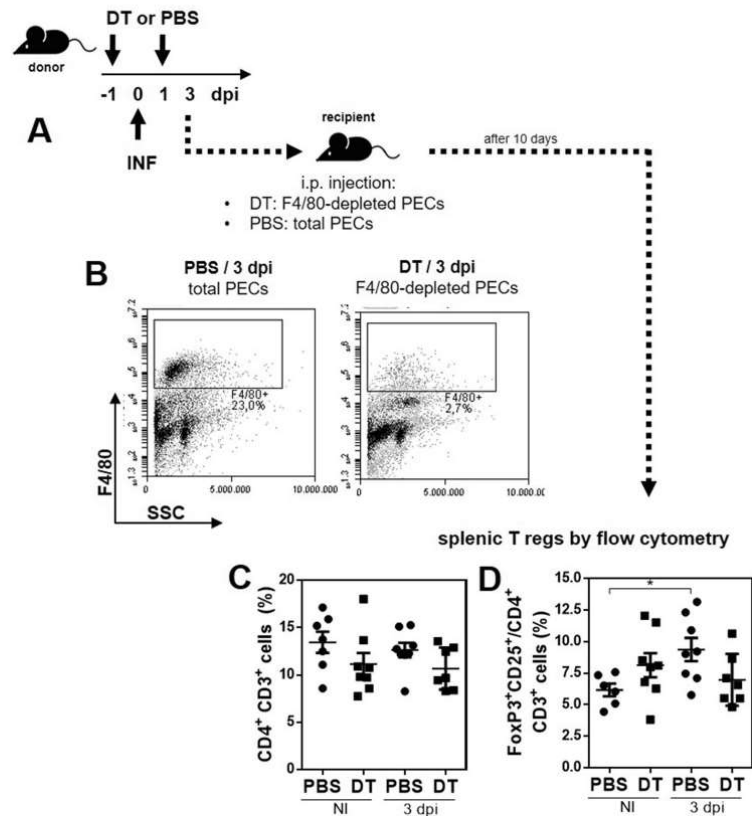 DT or PBS
donor
-1 0 1 3 dpi
A
INF
recipient
after 10 days
i.p. injection:
• DT: F4/80-depleted PECs
• PBS: total PECs
B
PBS / 3 dpi
total PECs
DT / 3 dpi
F4/80-depleted PECs
F4/80+
23,0%
F4/80+
2,7%
F4/80
0 5.000.000 10.000.000
0 5.000.000 10.000.00
SSC
splenic T regs by flow cytometry
C
CD4+ CD3+ cells (%)
20
15
10
5
0
PBS DT PBS DT
NI 3 dpi
D
FoxP3+CD25+/CD4+
CD3+ cells (%)
15.0
12.5
10.0
7.5
5.0
2.5
0.0
*
PBS DT PBS DT
NI 3 dpi